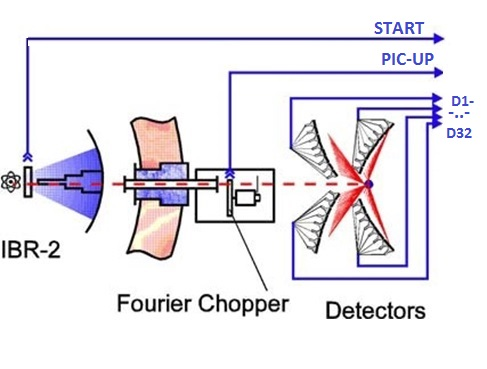 START
PIC-UP
D1-
-..-
D32
IBR-2
Fourier Chopper
Detectors